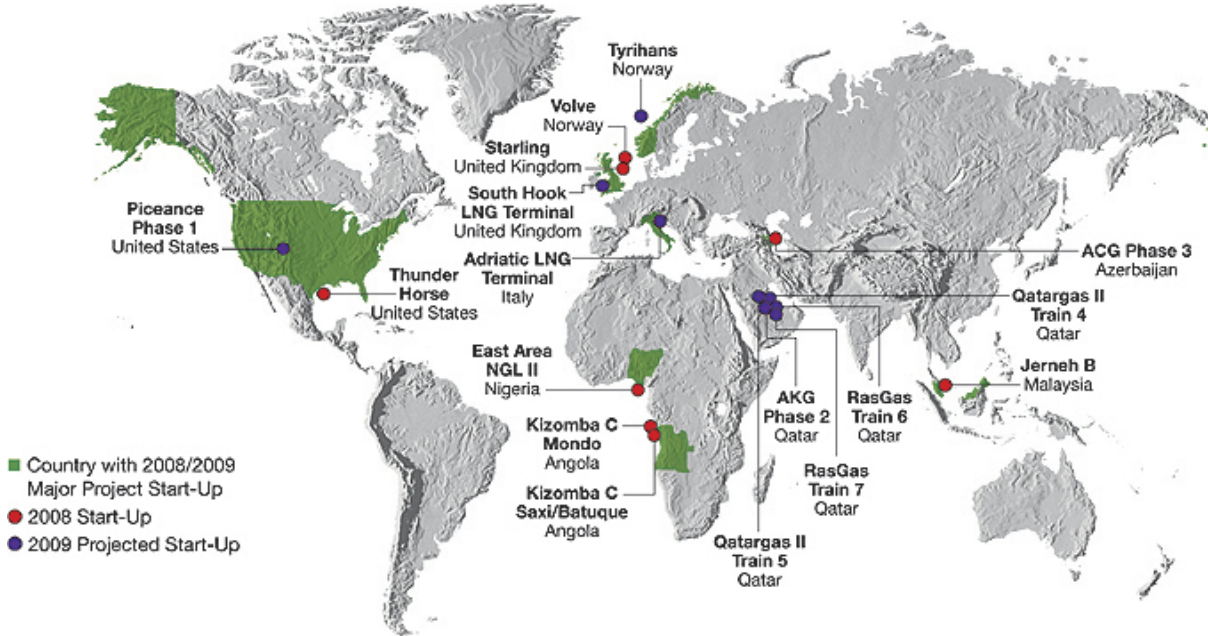 Tyrihans
Norway
Volve
Norway
Starling
United Kingdom
South Hook
LNG Terminal
United Kingdom
Adriatic LNG
Terminal
Italy
Piceance
Phase 1
United States
Thunder
Horse
United States
ACG Phase 3
Azerbaijan
Qatargas II
Train 4
Qatar
East Area
NGL II
Nigeria
Jerneh B
Malaysia
AKG
Phase 2
Qatar
RasGas
Train 6
Qatar
Kizomba C
Mondo
Angola
RasGas
Train 7
Qatar
Kizomba C
Saxi/Batuque
Angola
Qatargas II
Train 5
Qatar
Country with 2008/2009
Major Project Start-Up
2008 Start-Up
2009 Projected Start-Up